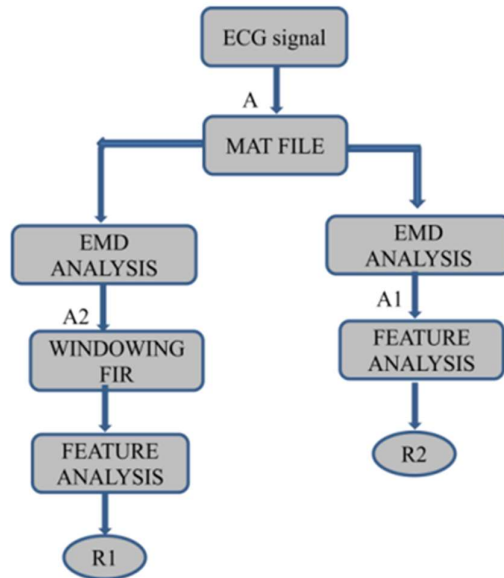 ECG signal
A
MAT FILE
EMD
ANALYSIS
A2
WINDOWING
FIR
FEATURE
ANALYSIS
R1
EMD
ANALYSIS
A1
FEATURE
ANALYSIS
R2